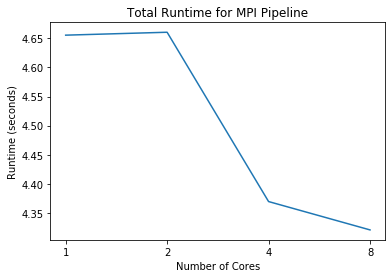 Total Runtime for MPI Pipeline
Runtime (seconds)
4.65
4.60
4.55
4.50
4.45
4.40
4.35
1 2 4 8
Number of Cores